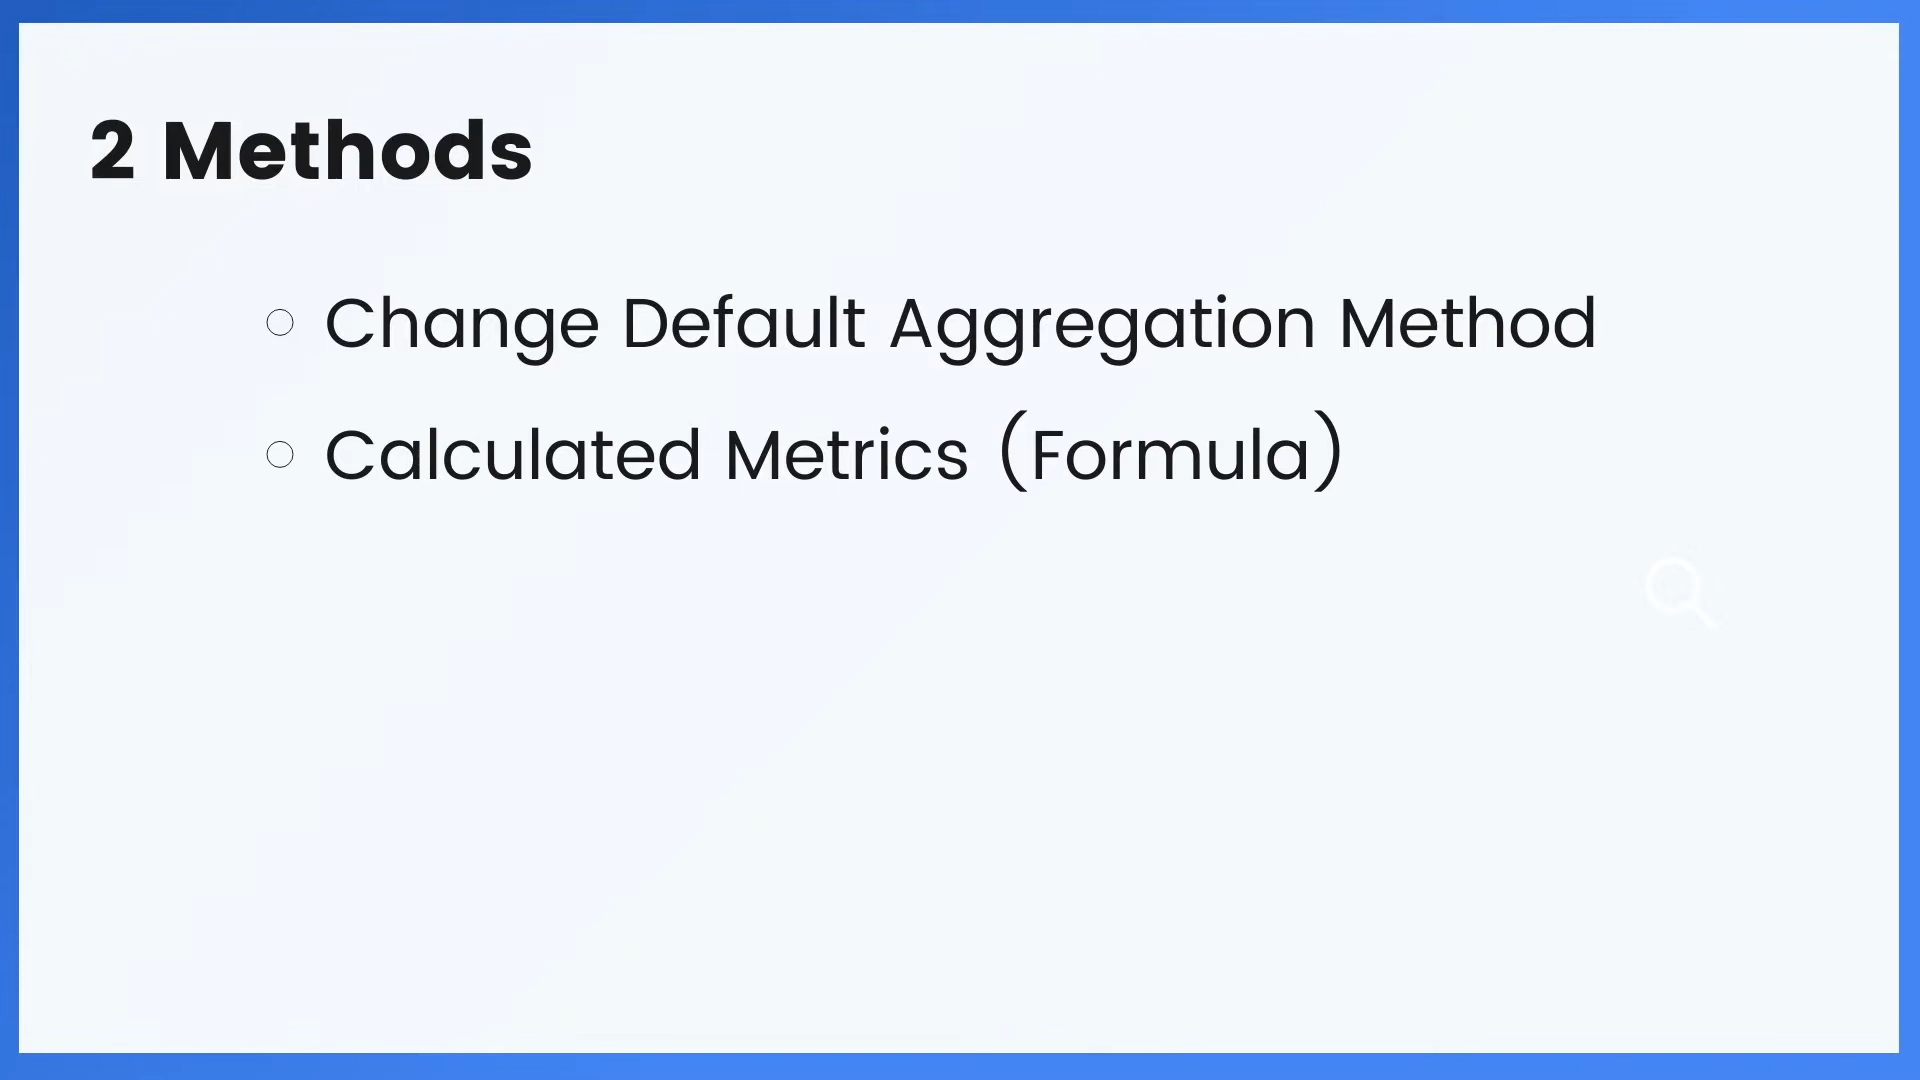 2 Methods
Change Default Aggregation Method
Calculated Metrics (Formula)